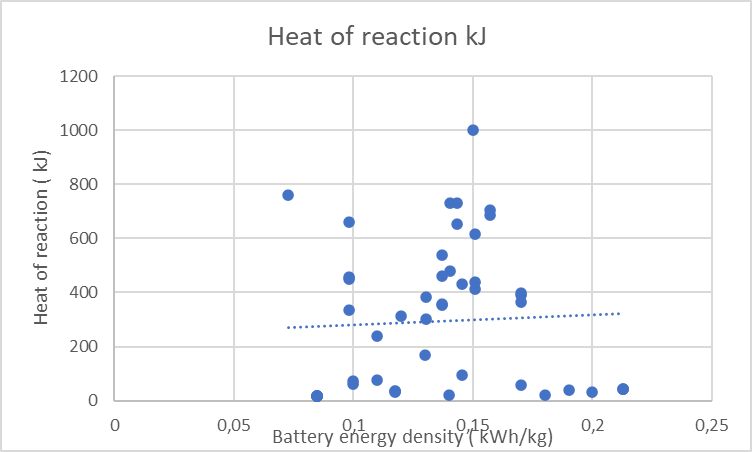 Heat of reaction kJ
1200
1000
800
600
400
200
0
Heat of reaction ( kJ)
0 0,05 0,1 0,15 0,2 0,25
Battery energy density ( kWh/kg)